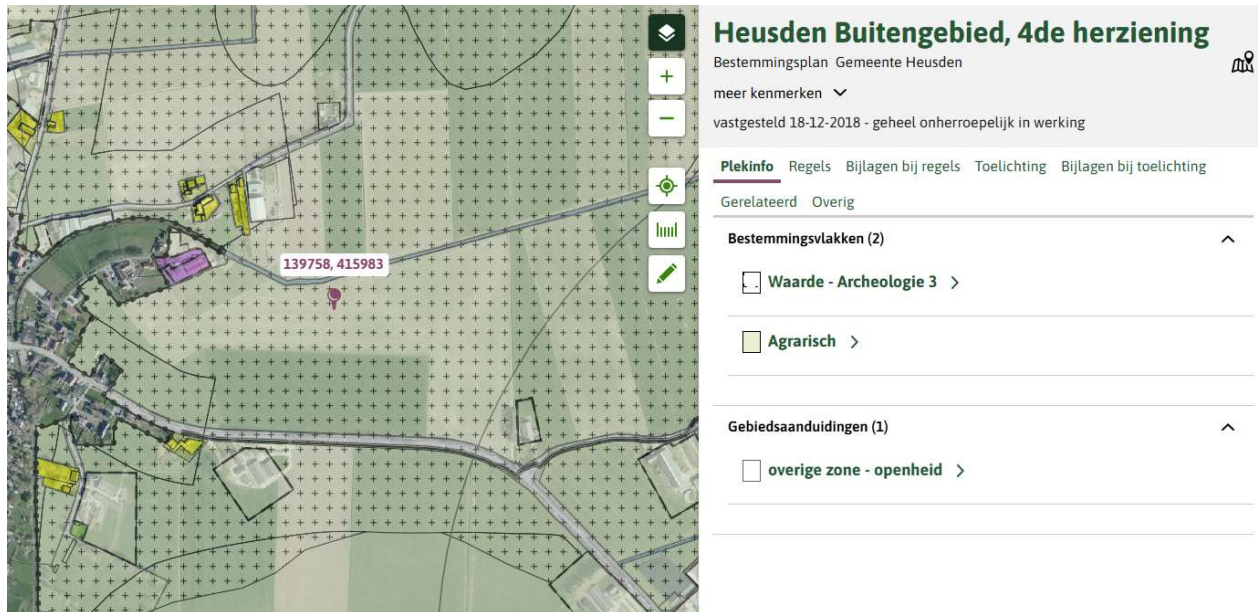 139758, 415983
Heusden Buitengebied, 4de herziening
Bestemmingsplan Gemeente Heusden
meer kenmerken
vastgesteld 18-12-2018 - geheel onherroepelijk in werking
Plekinfo Regels Bijlagen bij regels Toelichting Bijlagen bij toelichting
Gerelateerd Overig
Bestemmingsvlakken (2)
Waarde - Archeologie 3
Agrarisch
Gebiedsaanduidingen (1)
overige zone - openheid